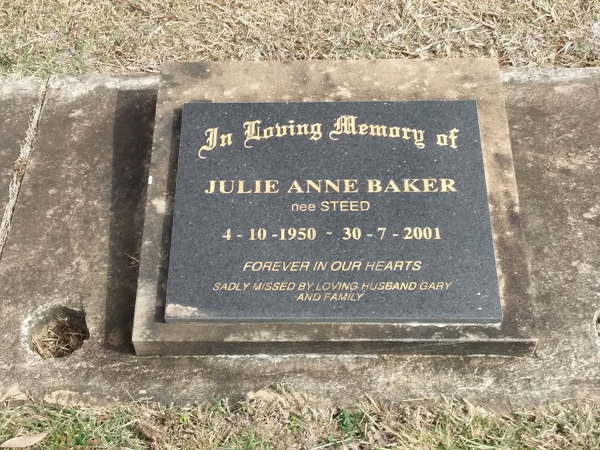 In Loving Memory of
JULIE ANNE BAKER
nee STEED
4 - 10 -1950 ~ 30 - 7 - 2001
FOREVER IN OUR HEARTS
SADLY MISSED BY LOVING HUSBAND GARY
AND FAMILY